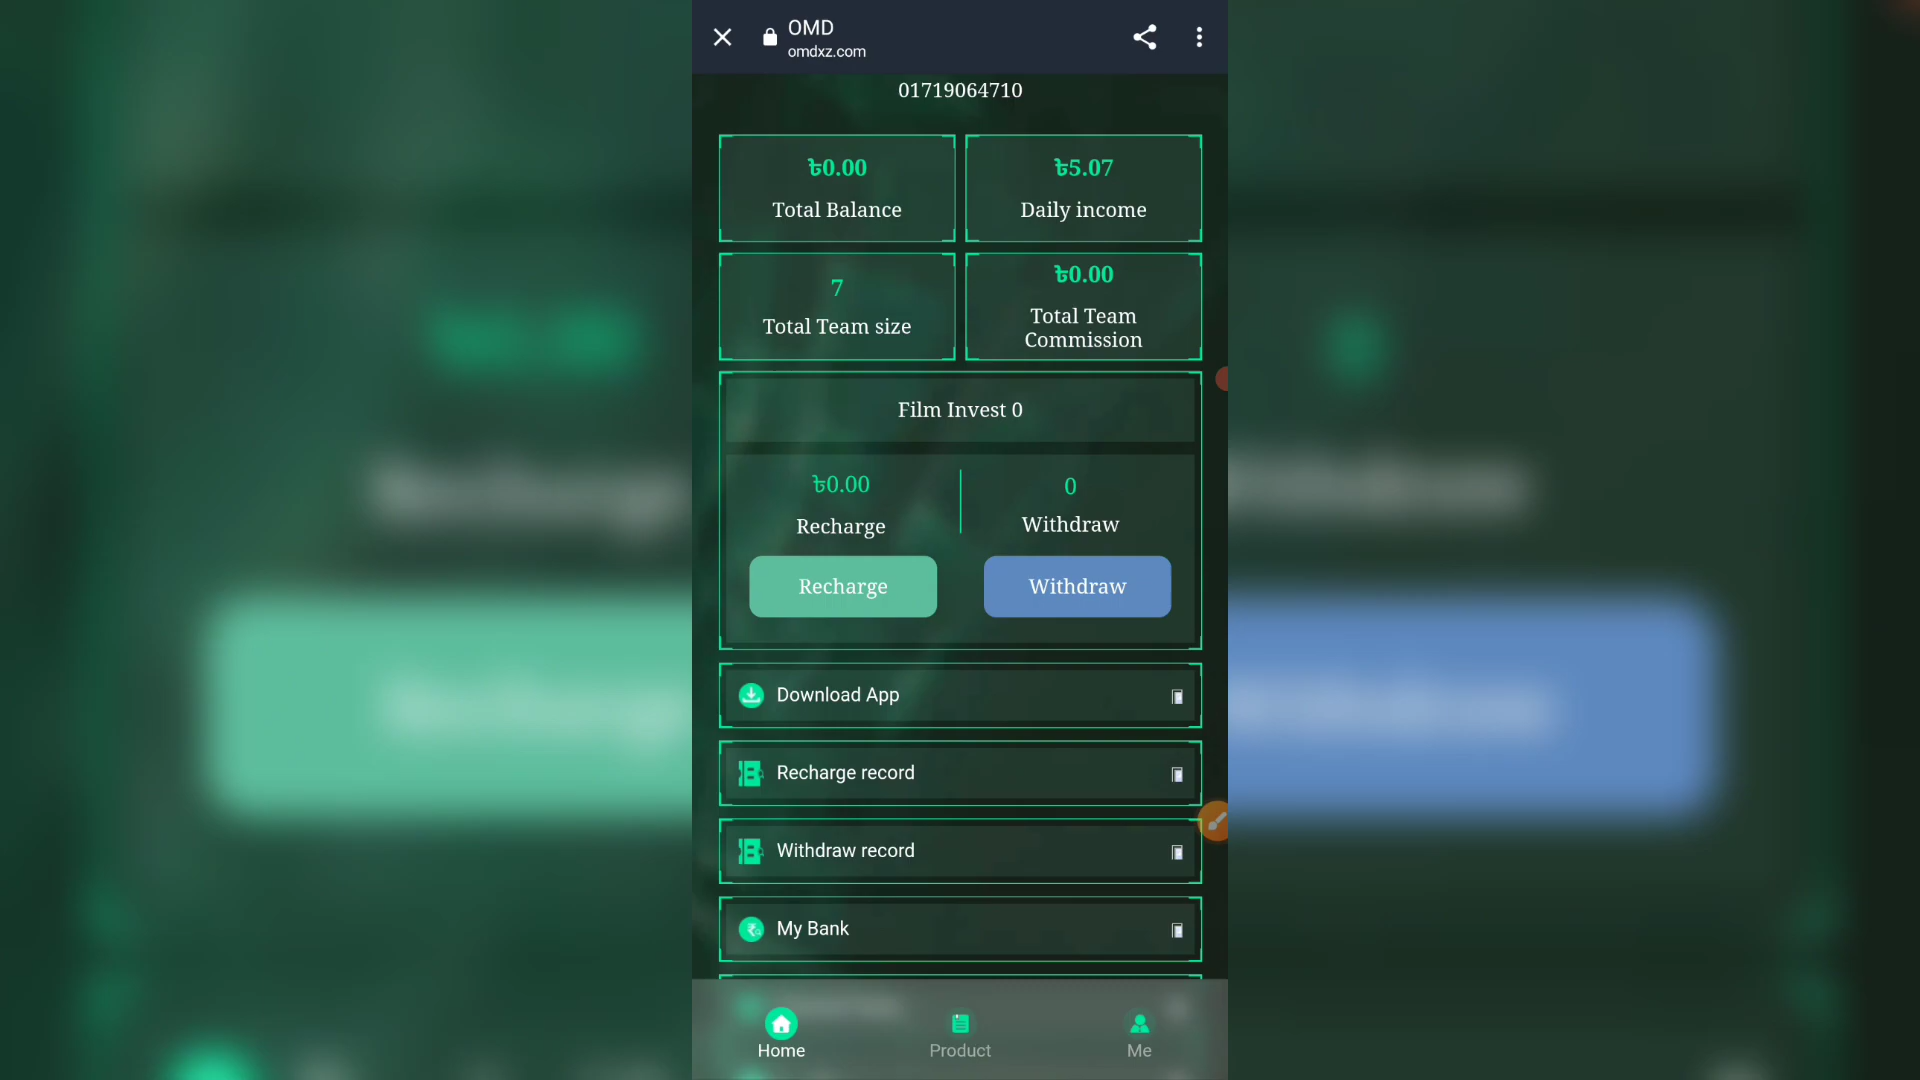 OMD
omdxz.com
01719064710
৳0.00
Total Balance
৳5.07
Daily income
7
Total Team size
৳0.00
Total Team
Commission
Film Invest 0
৳0.00
Recharge
0
Withdraw
Recharge
Withdraw
Download App
Recharge record
Withdraw record
My Bank
Home
Product
Me